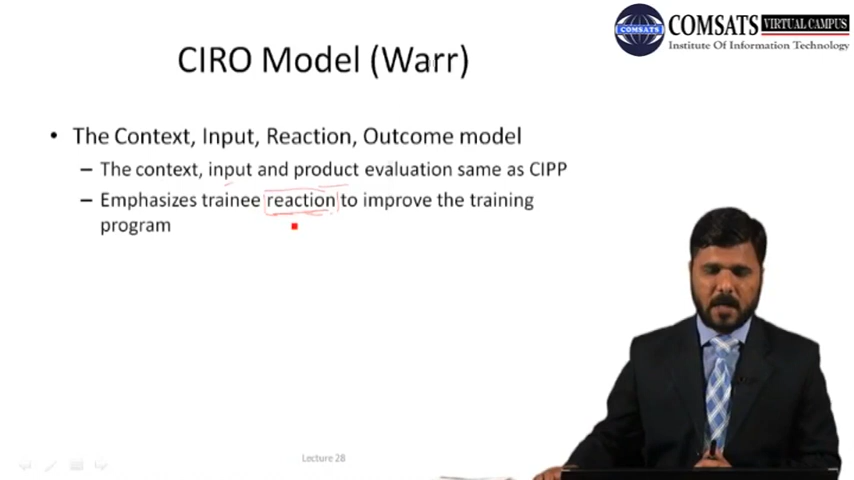 COMSATS
COMSATS VIRTUAL CAMPUS
Institute Of Information Technology
CIRO Model (Warr)
• The Context, Input, Reaction, Outcome model
– The context, input and product evaluation same as CIPP
– Emphasizes trainee reaction to improve the training
program
Lecture 28